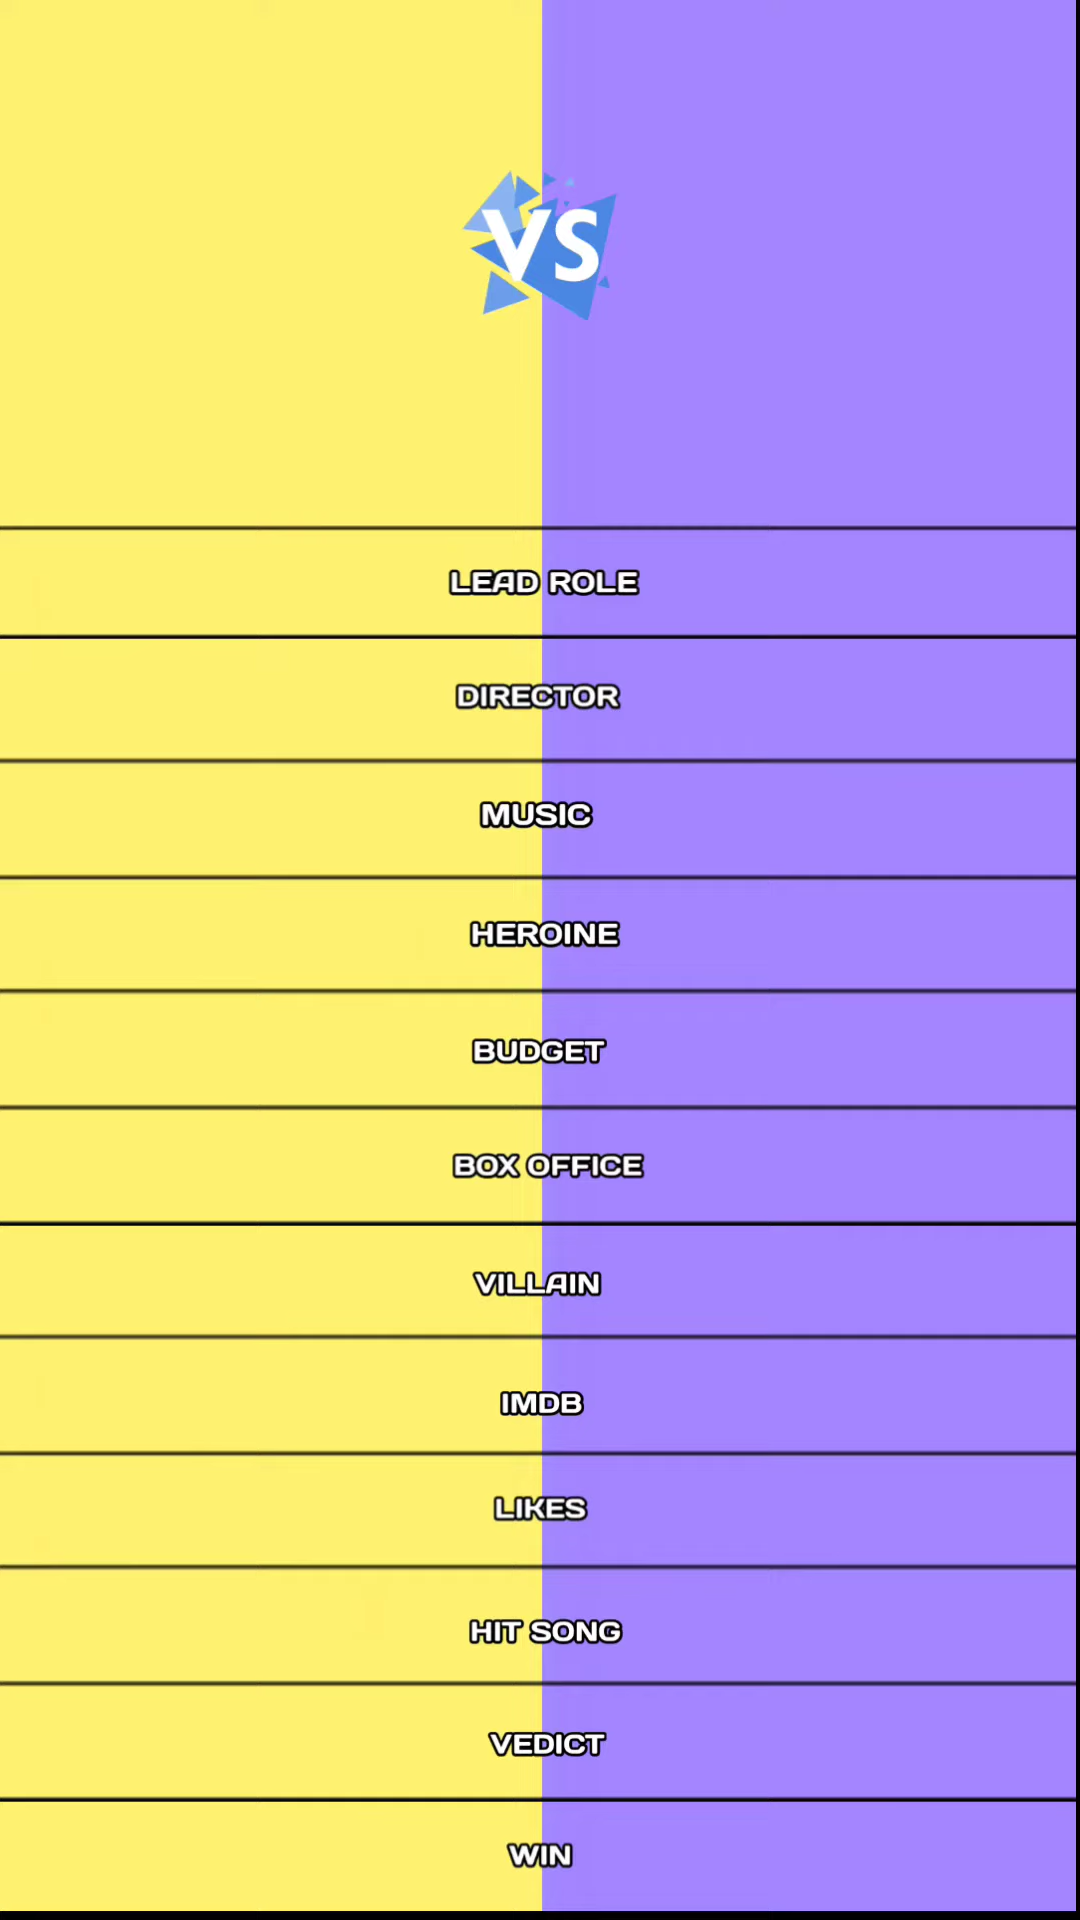 VS
LEAD ROLE
DIRECTOR
MUSIC
HEROINE
BUDGET
BOX OFFICE
VILLAIN
IMDB
LIKES
HIT SONG
VEDICT
WIN